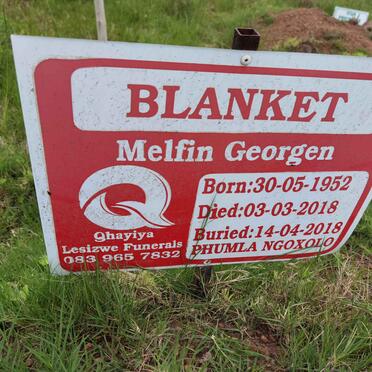 BLANKET
Melfin Georgen
Born:30-05-1952
Died:03-03-2018
Buried:14-04-2018
PHUMLA NGOXOLO
Qhayiya
Lesizwe Funerals
083 965 7832